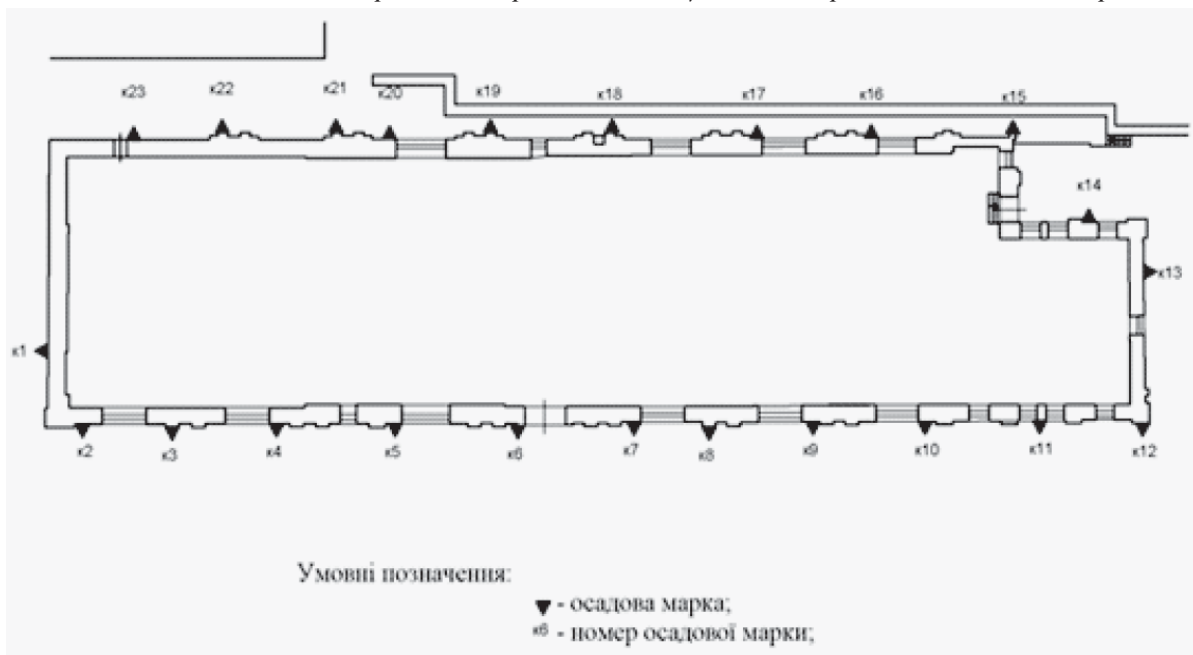 к23 к22 к21 к20 к19 к18 к17 к16 к15
к14
к13
к1
к2 к3 к4 к5 к6 к7 к8 к9 к10 к11 к12
Умовні позначення:
- осадова марка;
к6 - номер осадової марки;